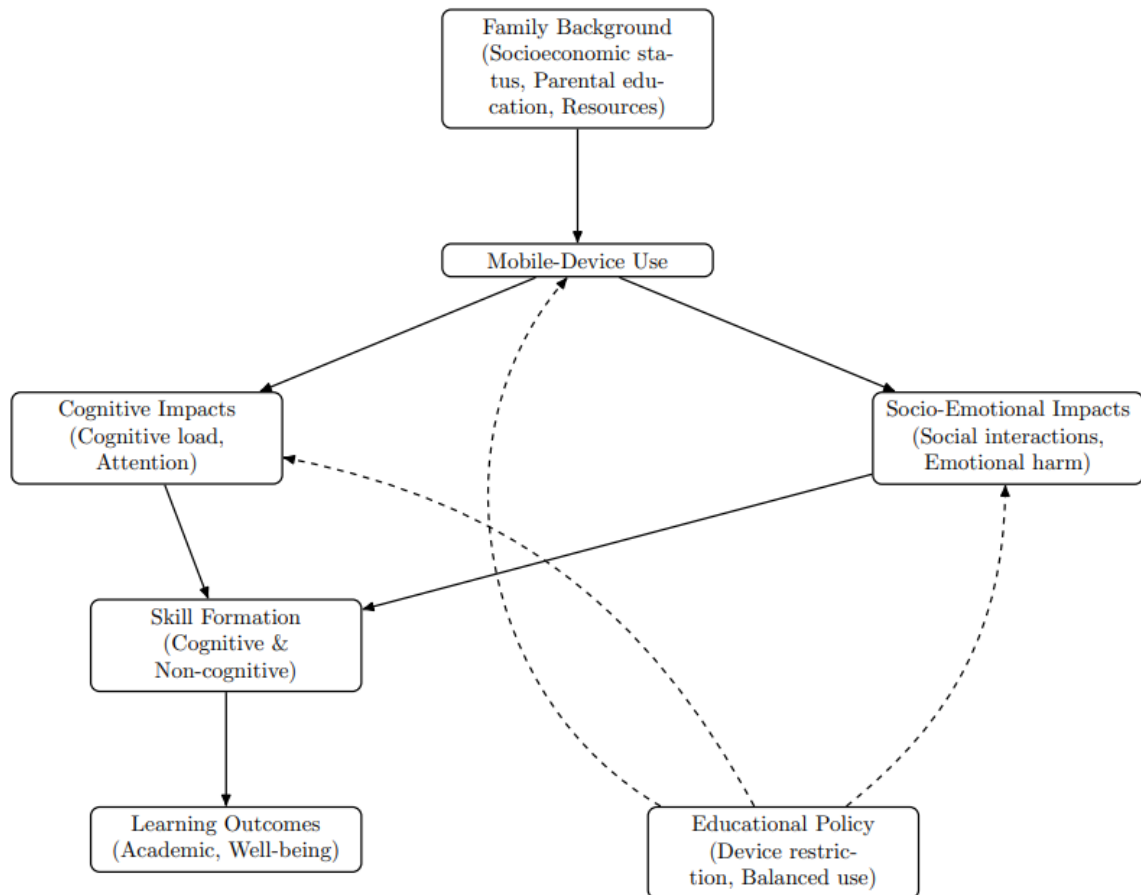 Family Background
(Socioeconomic sta-
tus, Parental edu-
cation, Resources)
Mobile-Device Use
Cognitive Impacts
(Cognitive load,
Attention)
Socio-Emotional Impacts
(Social interactions,
Emotional harm)
Skill Formation
(Cognitive &
Non-cognitive)
Learning Outcomes
(Academic, Well-being)
Educational Policy
(Device restric-
tion, Balanced use)